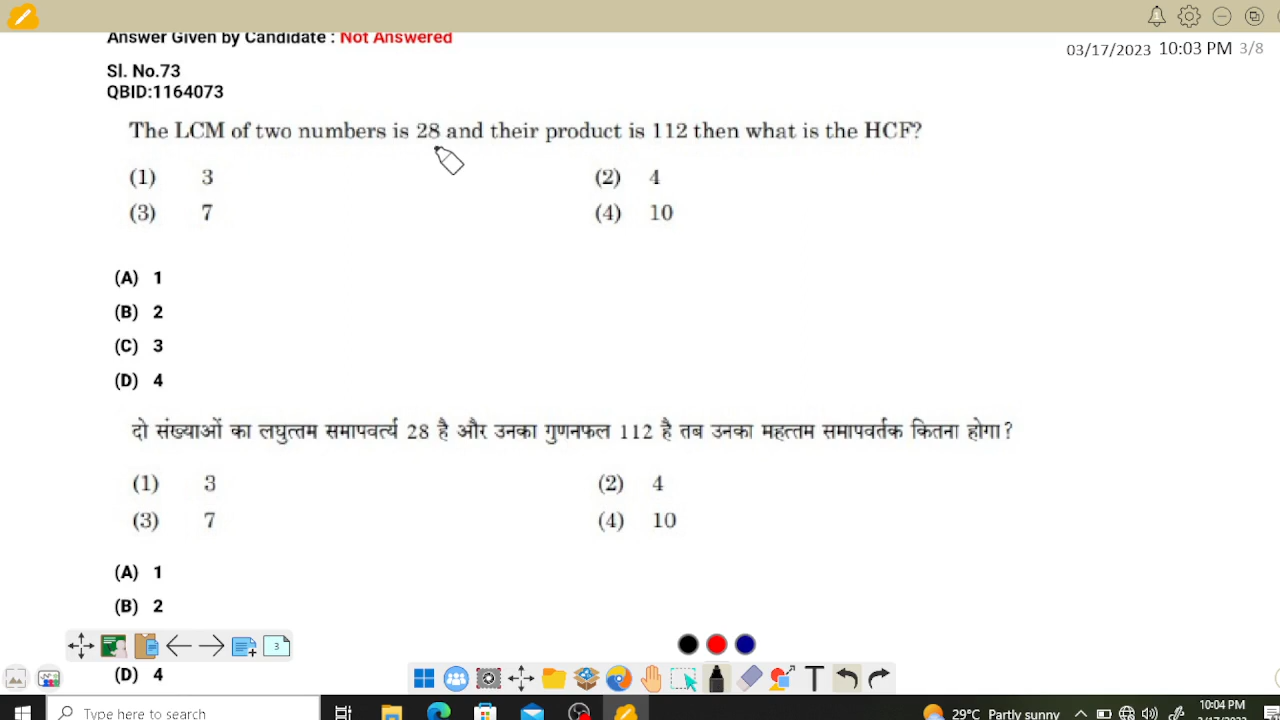 03/17/2023 10:03 PM 3/8
Answer Given by Candidate : Not Answered
Sl. No.73
QBID:1164073
The LCM of two numbers is 28 and their product is 112 then what is the HCF?
(1) 3 (2) 4
(3) 7 (4) 10
(A) 1
(B) 2
(C) 3
(D) 4
दो संख्याओं का लघुत्तम समापवर्त्य 28 है और उनका गुणनफल 112 है तब उनका महत्तम समापवर्तक कितना होगा?
(1) 3 (2) 4
(3) 7 (4) 10
(A) 1
(B) 2
3
(D) 4
T
Type here to search
29°C Partly sunny
10:04 PM